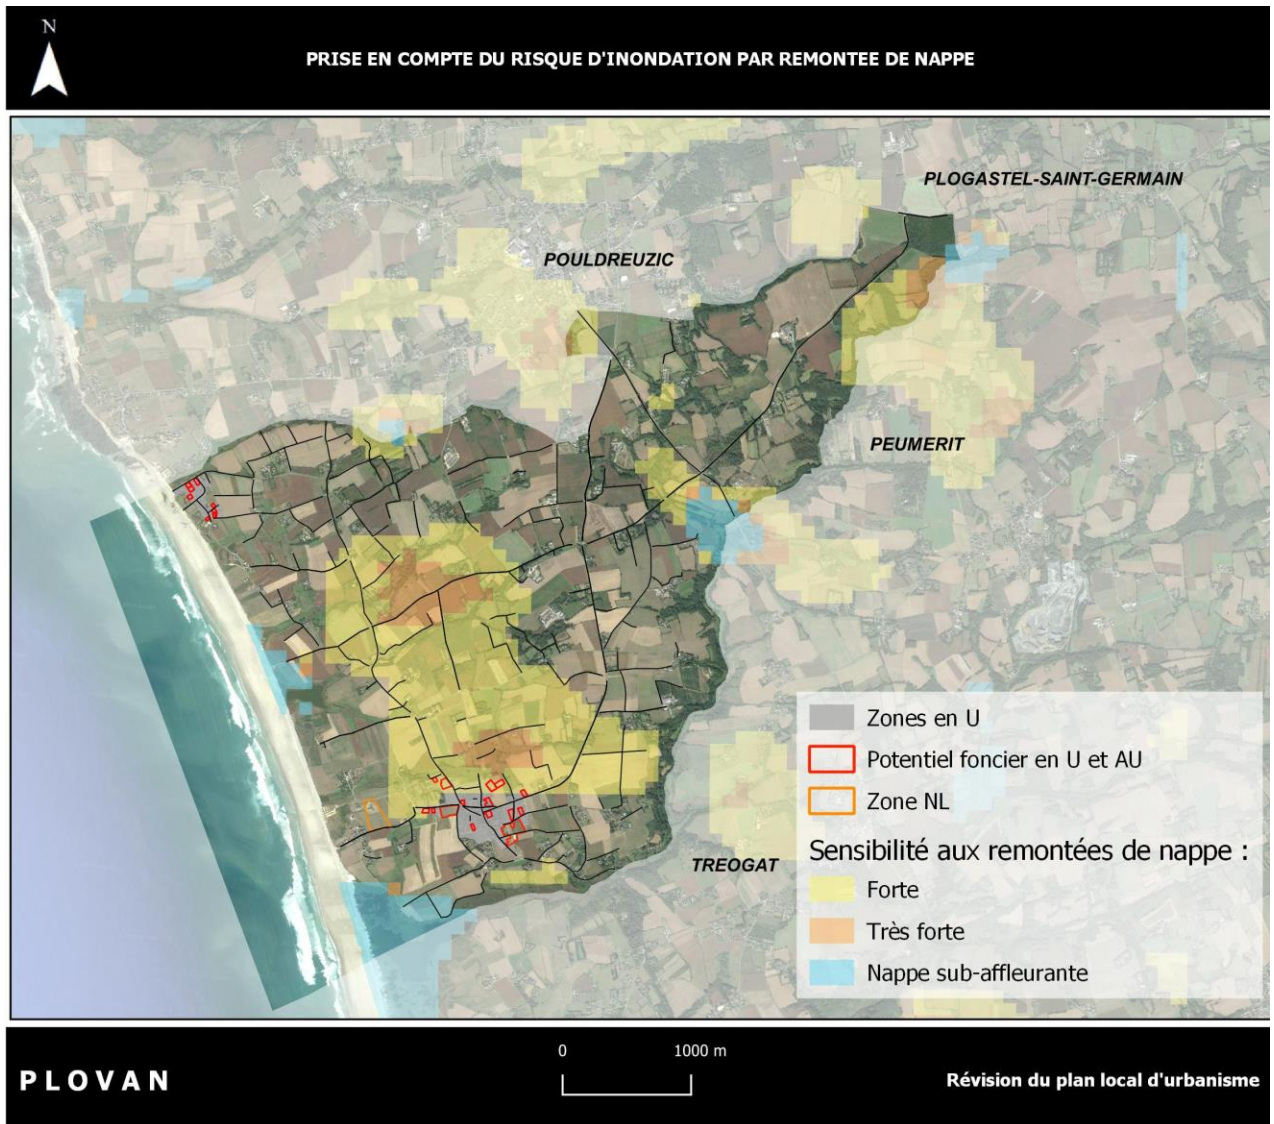 N
PRISE EN COMPTE DU RISQUE D'INONDATION PAR REMONTEE DE NAPPE
PLOGASTEL-SAINT-GERMAIN
POULDREUZIC
PEUMERIT
TREOGAT
Zones en U
Potentiel foncier en U et AU
Zone NL
Sensibilité aux remontées de nappe :
Forte
Très forte
Nappe sub-affleurante
0 1000 m
PLOVAN
Révision du plan local d'urbanisme